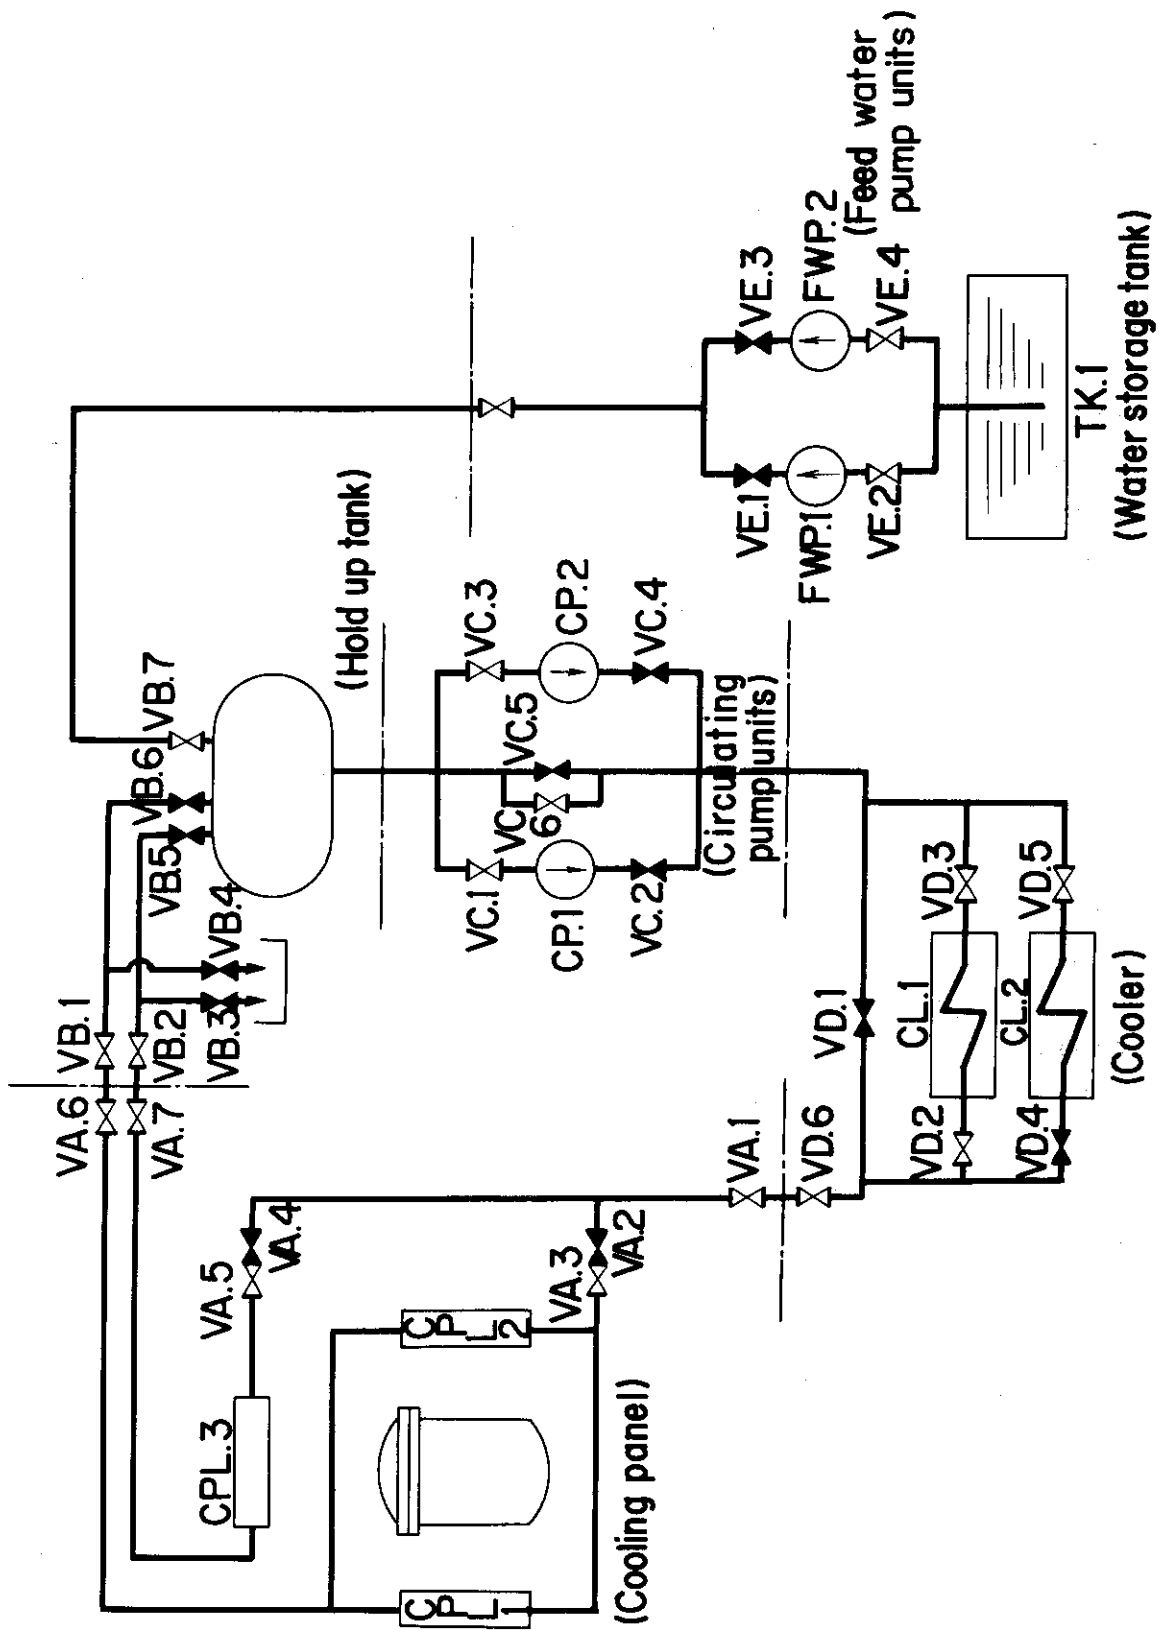 VA.6
VA.7
VB.1
VB.2
VB.3
VB.4
VB.5
VB.6
VB.7
(Hold up tank)
CPL.3
VA.5
VA.4
CPL
1
CPL2
VA.3
VA.2
(Cooling panel)
VA.1
VD.6
VC.1
CP.1
VC.2
VC
6
VC.5
VC.3
CP.2
VC.4
(Circulating
pump units)
VD.1
VD.2
CL.1
VD.3
VD.4
CL.2
VD.5
(Cooler)
VE.1
FWP.1
VE.2
VE.3
FWP.2
VE.4
(Feed water
pump units)
TK.1
(Water storage tank)